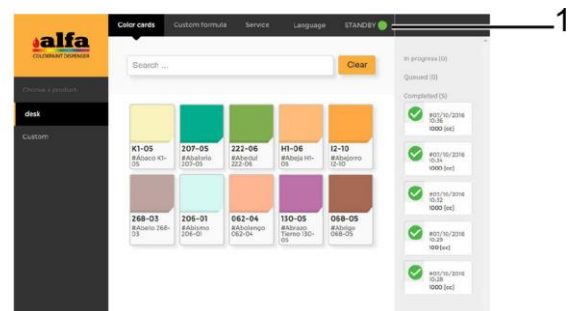 1
Color cards
Custom formula
Service
Language
STANDBY
alfa
COLORPAINT DISPENSER
Search ...
Clear
Choose a product
desk
Custom
K1-05
#Abaco K1-
05
207-05
#Abalorio
207-05
222-06
#Abedul
222-06
H1-06
#Abeja H1-
06
I2-10
#Abejorro
I2-10
268-03
#Abeto 268-
03
206-01
#Abismo
206-01
062-04
#Abolengo
062-04
130-05
#Abrazo
Tierno 130-
05
068-05
#Abrigo
068-05
In progress (0)
Queued (0)
Completed (5)
#07/10/2016
10:36
1000 [cc]
#07/10/2016
10:34
1000 [cc]
#07/10/2016
10:32
1000 [cc]
#07/10/2016
10:29
100 [cc]
#07/10/2016
10:28
1000 [cc]